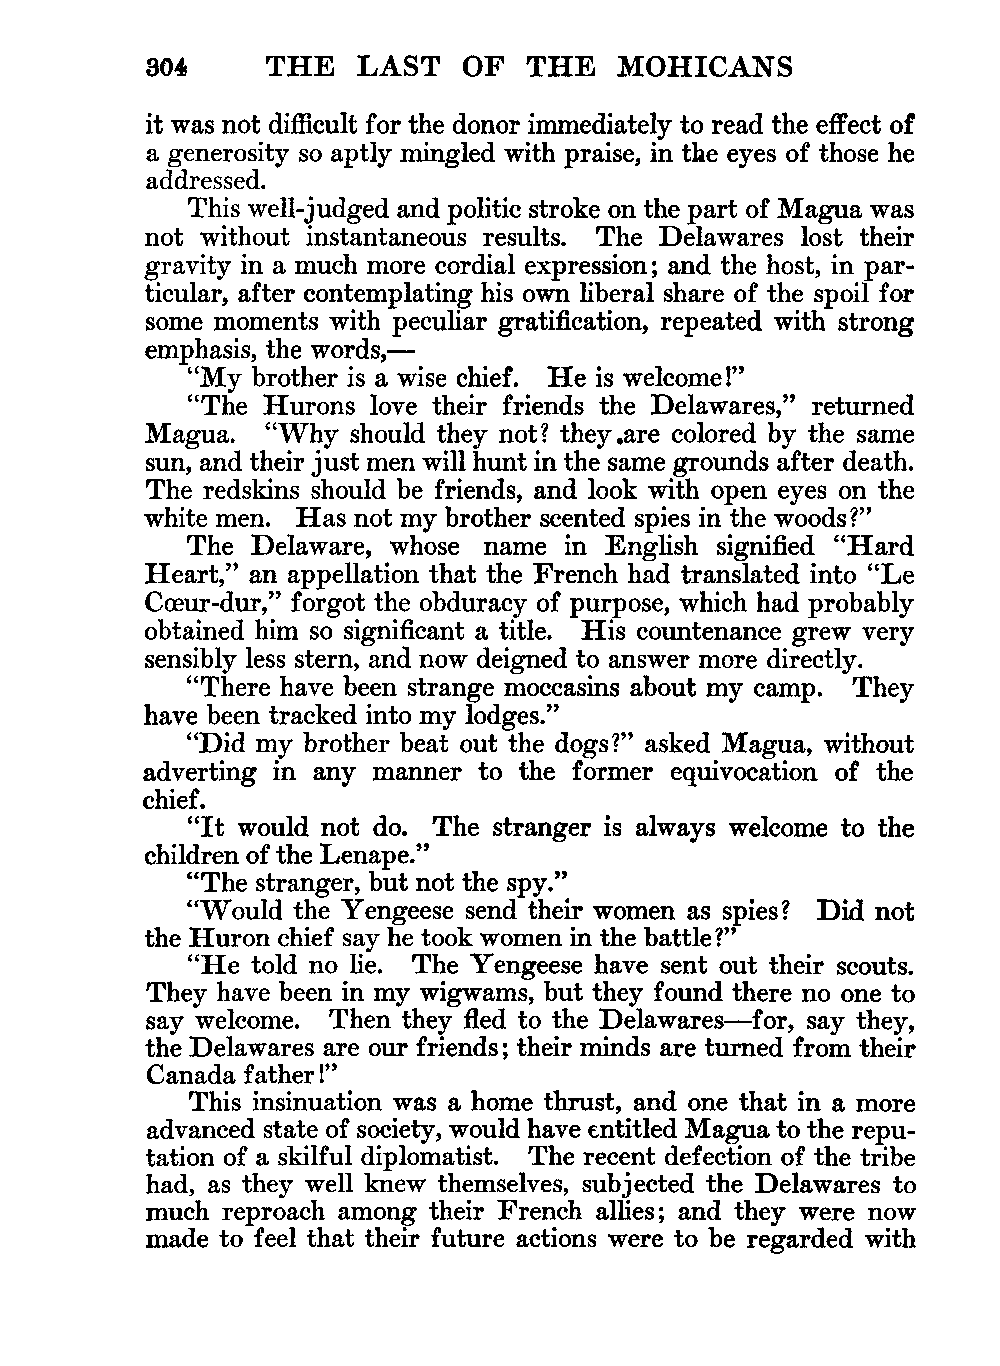 304 THE LAST OF THE MOHICANS
it was not difficult for the donor immediately to read the effect of
a generosity so aptly mingled with praise, in the eyes of those he
addressed.
This well-judged and politic stroke on the part of Magua was
not without instantaneous results. The Delawares lost their
gravity in a much more cordial expression; and the host, in par-
ticular, after contemplating his own liberal share of the spoil for
some moments with peculiar gratification, repeated with strong
emphasis, the words,—
“My brother is a wise chief. He is welcome!”
“The Hurons love their friends the Delawares,” returned
Magua. “Why should they not? they are colored by the same
sun, and their just men will hunt in the same grounds after death.
The redskins should be friends, and look with open eyes on the
white men. Has not my brother scented spies in the woods?”
The Delaware, whose name in English signified “Hard
Heart,” an appellation that the French had translated into “Le
Cœur-dur,” forgot the obduracy of purpose, which had probably
obtained him so significant a title. His countenance grew very
sensibly less stern, and now deigned to answer more directly.
“There have been strange moccasins about my camp. They
have been tracked into my lodges.”
“Did my brother beat out the dogs?” asked Magua, without
adverting in any manner to the former equivocation of the
chief.
“It would not do. The stranger is always welcome to the
children of the Lenape.”
“The stranger, but not the spy.”
“Would the Yengeese send their women as spies? Did not
the Huron chief say he took women in the battle?”
“He told no lie. The Yengeese have sent out their scouts.
They have been in my wigwams, but they found there no one to
say welcome. Then they fled to the Delawares—for, say they,
the Delawares are our friends; their minds are turned from their
Canada father!”
This insinuation was a home thrust, and one that in a more
advanced state of society, would have entitled Magua to the repu-
tation of a skilful diplomatist. The recent defection of the tribe
had, as they well knew themselves, subjected the Delawares to
much reproach among their French allies; and they were now
made to feel that their future actions were to be regarded with